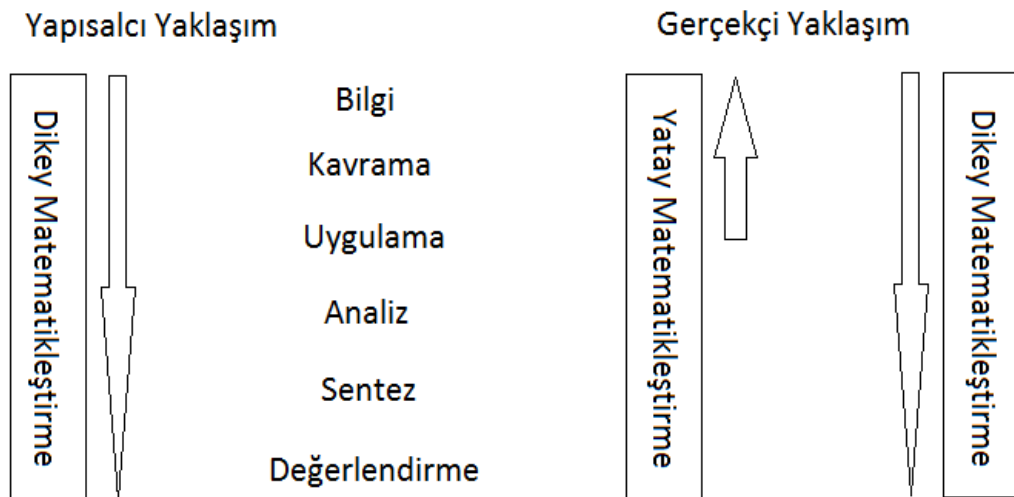 Yapısalcı Yaklaşım
Gerçekçi Yaklaşım
Dikey Matematikleştirme
Bilgi
Kavrama
Uygulama
Analiz
Sentez
Değerlendirme
Yatay Matematikleştirme
Dikey Matematikleştirme